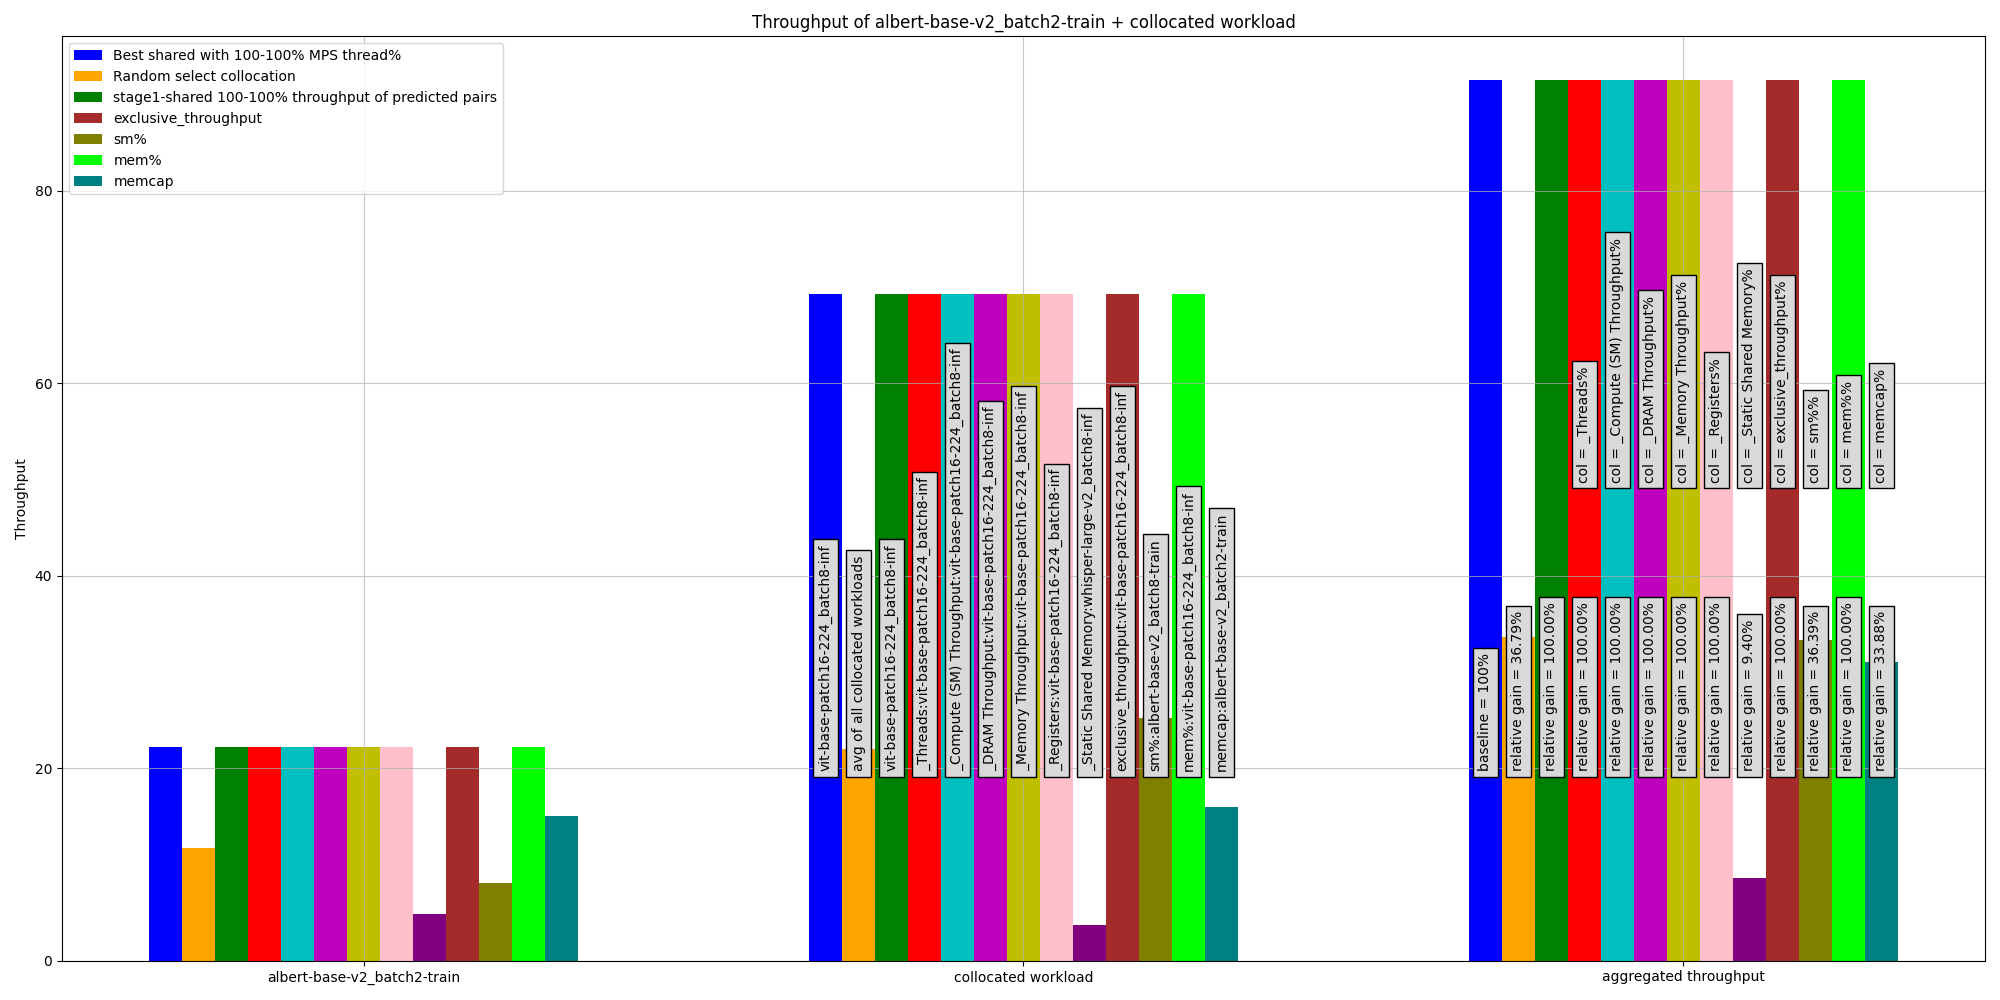 Throughput of albert-base-v2_batch2-train + collocated workload
Best shared with 100-100% MPS thread%
Random select collocation
stage1-shared 100-100% throughput of predicted pairs
exclusive_throughput
sm%
mem%
memcap
Throughput
80
60
40
20
0
vit-base-patch16-224_batch8-inf
avg of all collocated workloads
vit-base-patch16-224_batch8-inf
_Threads:vit-base-patch16-224_batch8-inf
_Compute (SM) Throughput:vit-base-patch16-224_batch8-inf
_DRAM Throughput:vit-base-patch16-224_batch8-inf
_Memory Throughput:vit-base-patch16-224_batch8-inf
_Registers:vit-base-patch16-224_batch8-inf
_Static Shared Memory:whisper-large-v2_batch8-inf
exclusive_throughput:vit-base-patch16-224_batch8-inf
sm%:albert-base-v2_batch8-train
mem%:vit-base-patch16-224_batch8-inf
memcap:albert-base-v2_batch2-train
col = _Threads%
col = _Compute (SM) Throughput%
col = _DRAM Throughput%
col = _Memory Throughput%
col = _Registers%
col = _Static Shared Memory%
col = exclusive_throughput%
col = sm%%
col = mem%%
col = memcap%
baseline = 100%
relative gain = 36.79%
relative gain = 100.00%
relative gain = 100.00%
relative gain = 100.00%
relative gain = 100.00%
relative gain = 100.00%
relative gain = 100.00%
relative gain = 9.40%
relative gain = 100.00%
relative gain = 36.39%
relative gain = 100.00%
relative gain = 33.88%
albert-base-v2_batch2-train
collocated workload
aggregated throughput